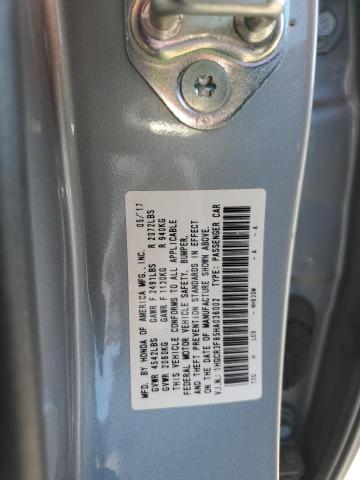 MFD. BY HONDA OF AMERICA MFG., INC. 05/17
GVWR 4542LBS GAWR F 2491LBS R 2072LBS
GVWR 2060KG GAWR F 1130KG R 940KG
THIS VEHICLE CONFORMS TO ALL APPLICABLE
FEDERAL MOTOR VEHICLE SAFETY, BUMPER,
AND THEFT PREVENTION STANDARDS IN EFFECT
ON THE DATE OF MANUFACTURE SHOWN ABOVE.
V.I.N.: 1HGCR3F85HA036002 TYPE: PASSENGER CAR